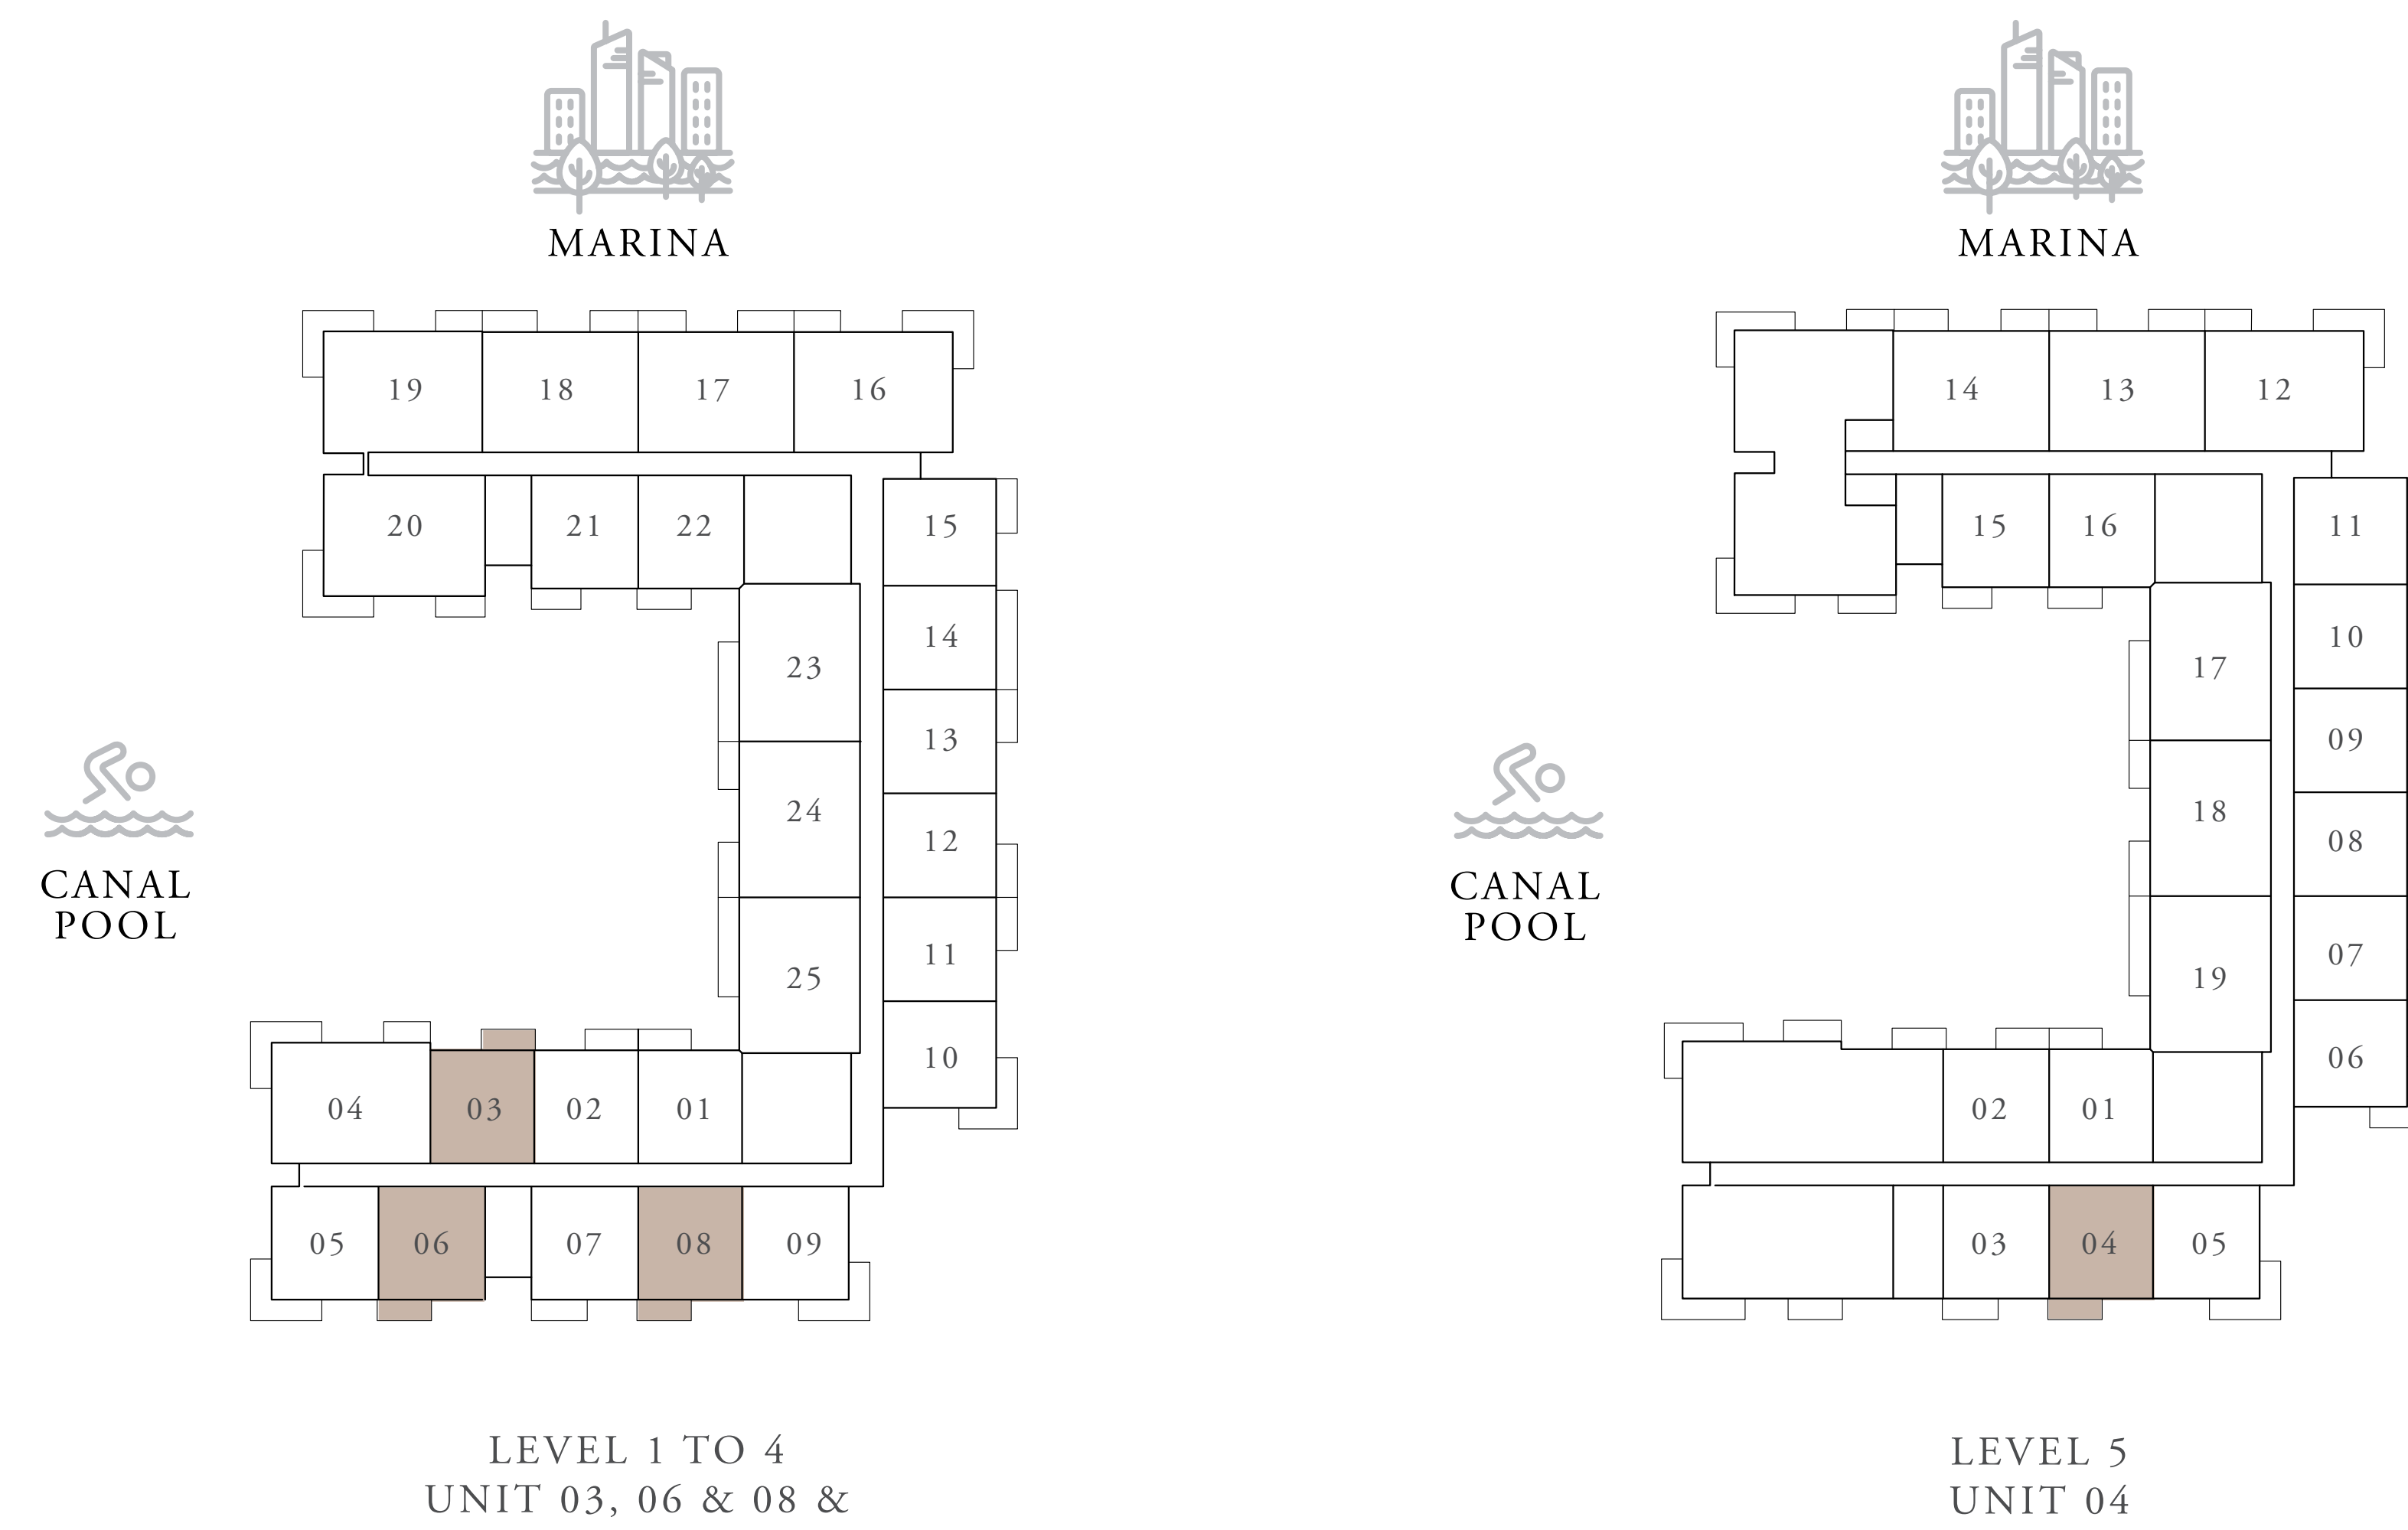 MARINA
19 18 17 16
20 21 22 15
14
23
13
24 12
11
25
10
CANAL
POOL
04 03 02 01
05 06 07 08 09
LEVEL 1 TO 4
UNIT 03, 06 & 08 &
MARINA
14 13 12
15 16 11
10
17
09
18 08
07
19
06
CANAL
POOL
02 01
03 04 05
LEVEL 5
UNIT 04